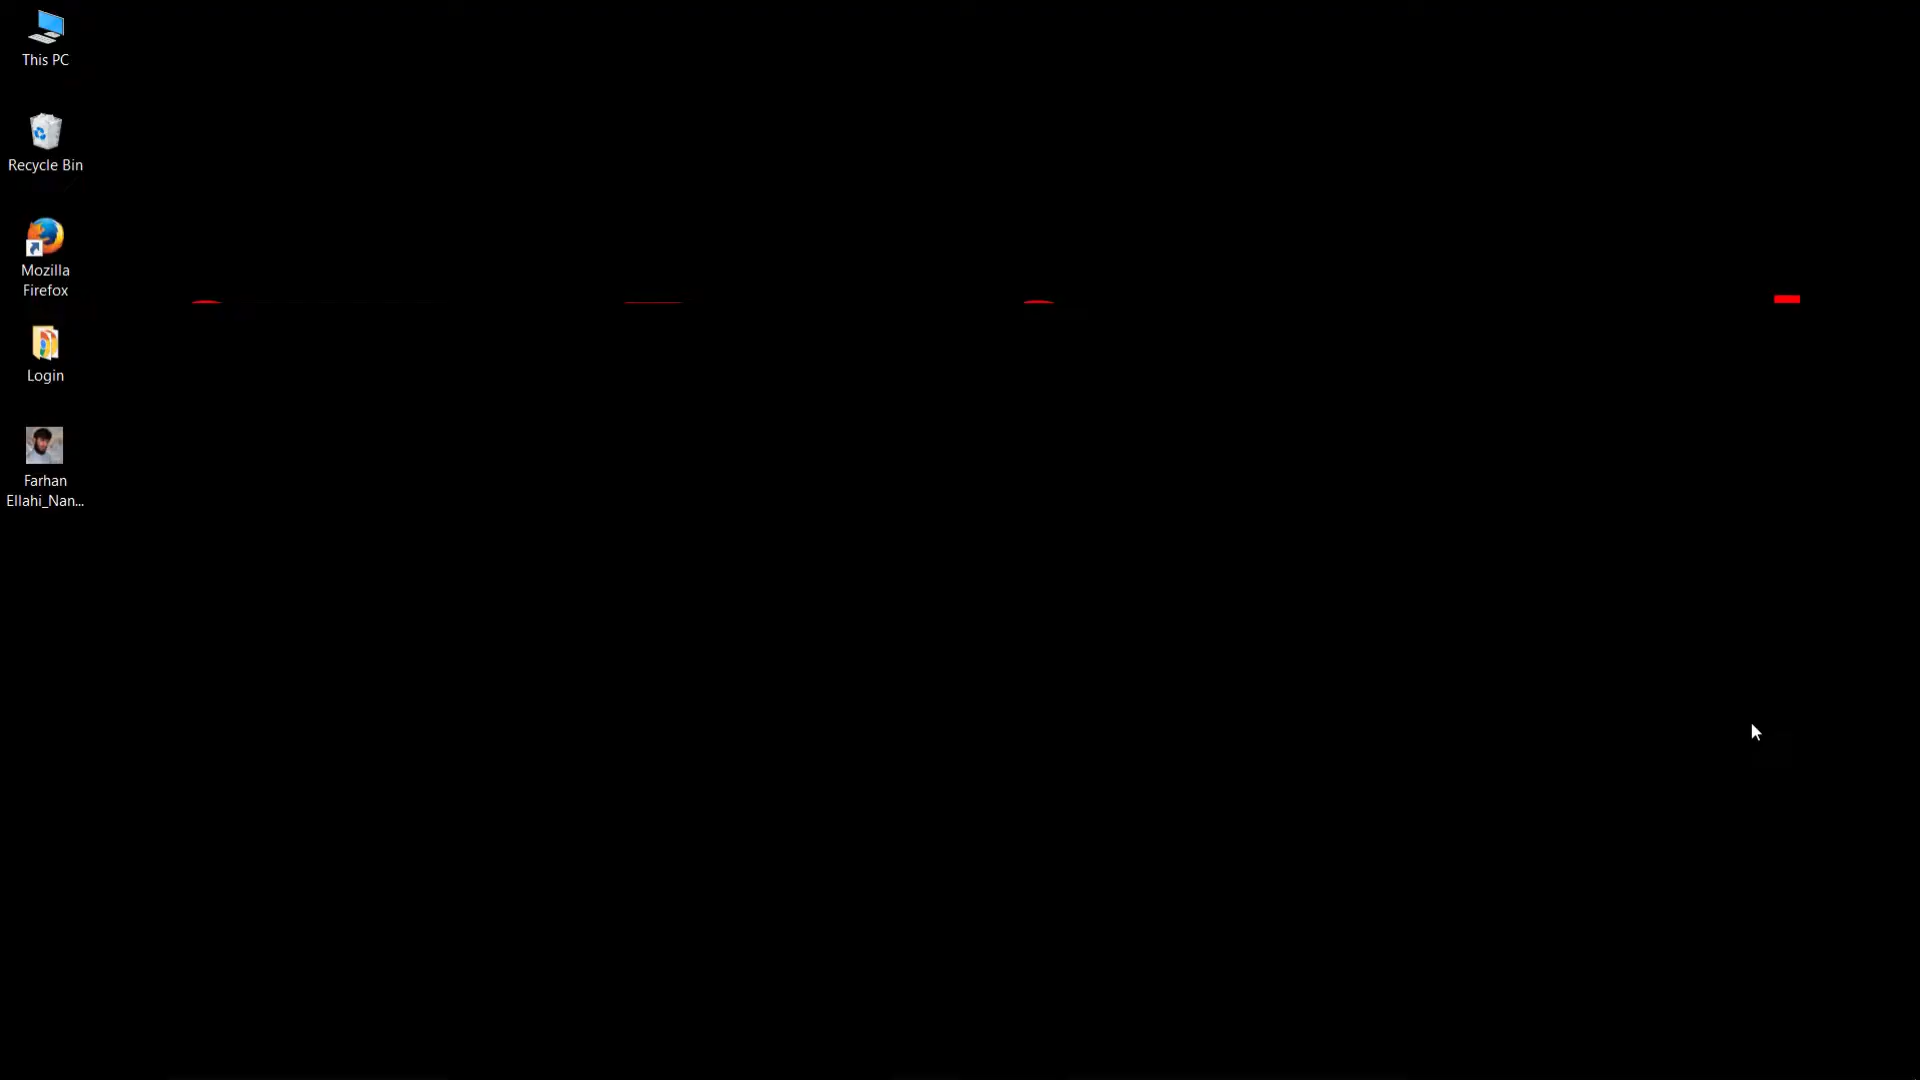 This PC
Recycle Bin
Mozilla
Firefox
Login
Farhan
Ellahi_Nan...